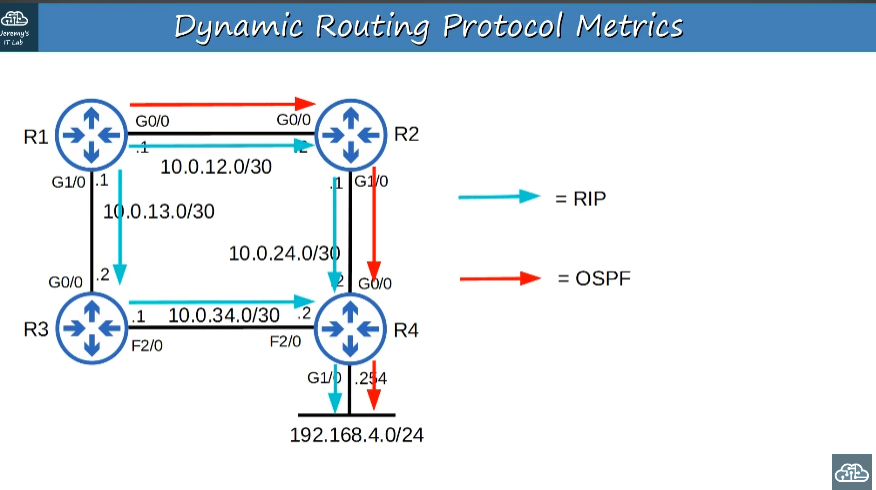 Jeremy's
IT Lab
Dynamic Routing Protocol Metrics
G0/0
G0/0
R1
R2
.1
.2
10.0.12.0/30
G1/0
.1
.1
G1/0
10.0.13.0/30
= RIP
10.0.24.0/30
.2
.2
G0/0
G0/0
= OSPF
.1
10.0.34.0/30
.2
R3
R4
F2/0
F2/0
G1/0
.254
192.168.4.0/24